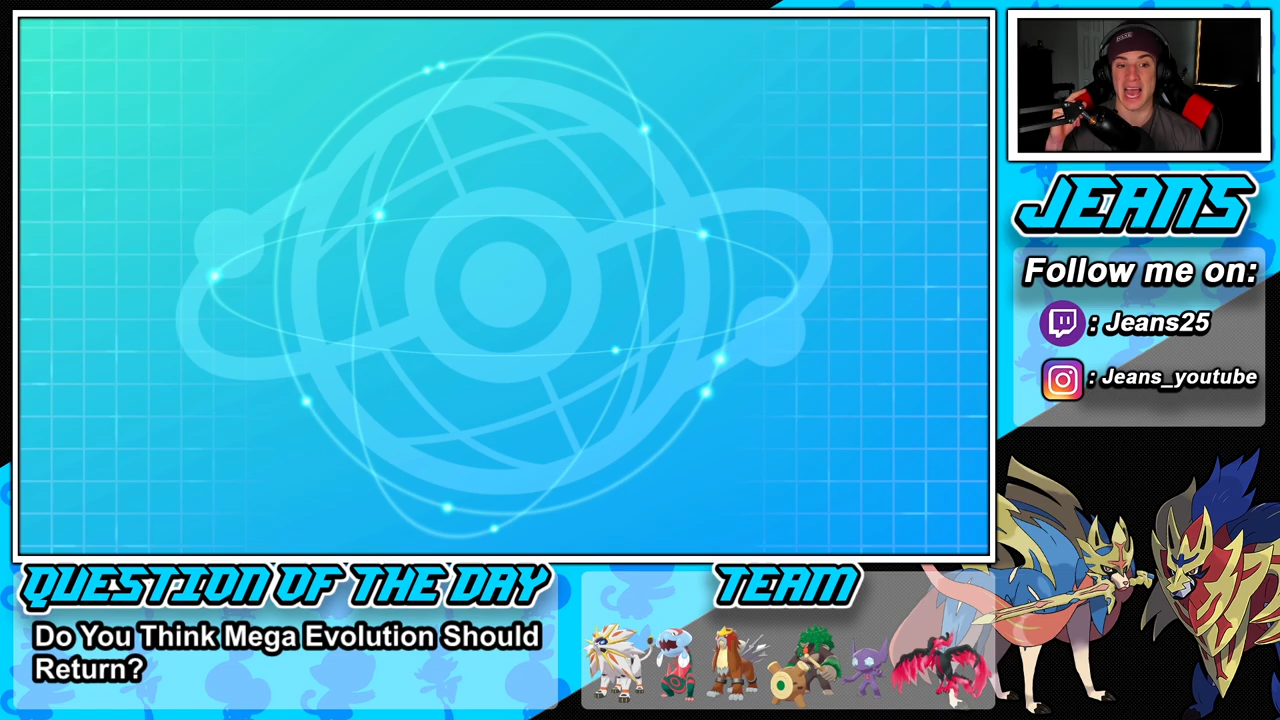 JEANS
Follow me on:
: Jeans25
: Jeans_youtube
QUESTION OF THE DAY
Do You Think Mega Evolution Should
Return?
TEAM